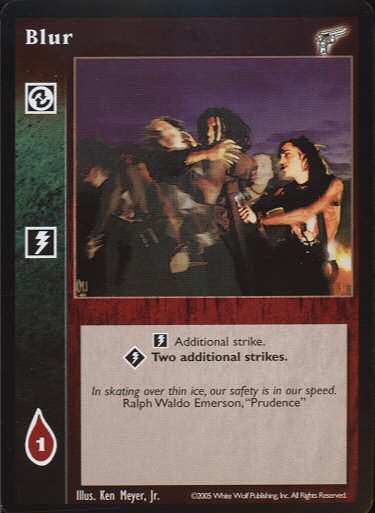 Blur
Additional strike.
Two additional strikes.
In skating over thin ice, our safety is in our speed.
Ralph Waldo Emerson, "Prudence"
1
Illus. Ken Meyer, Jr.
©2005 White Wolf Publishing, Inc. All Rights Reserved.